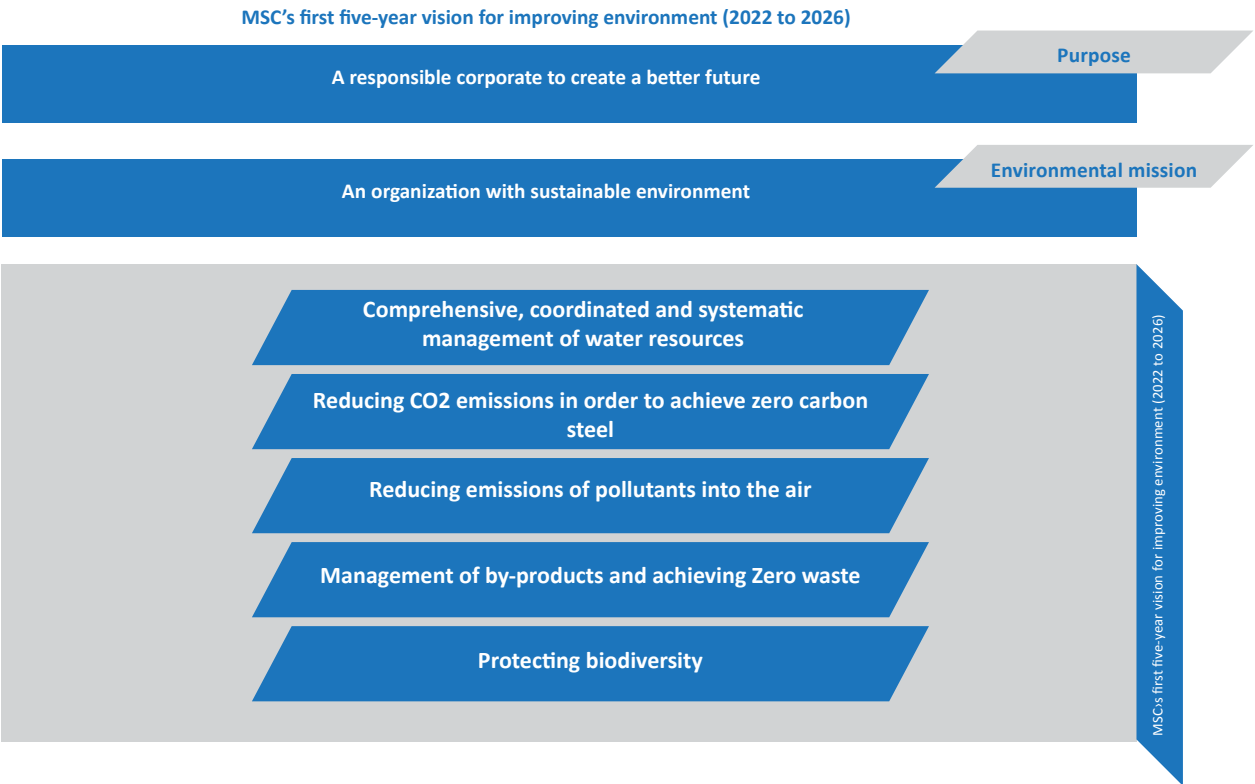 MSC’s first five-year vision for improving environment (2022 to 2026)
Purpose
A responsible corporate to create a better future
Environmental mission
An organization with sustainable environment
Comprehensive, coordinated and systematic
management of water resources
Reducing CO2 emissions in order to achieve zero carbon
steel
Reducing emissions of pollutants into the air
Management of by-products and achieving Zero waste
Protecting biodiversity
MSC›s first five-year vision for improving environment (2022 to 2026)